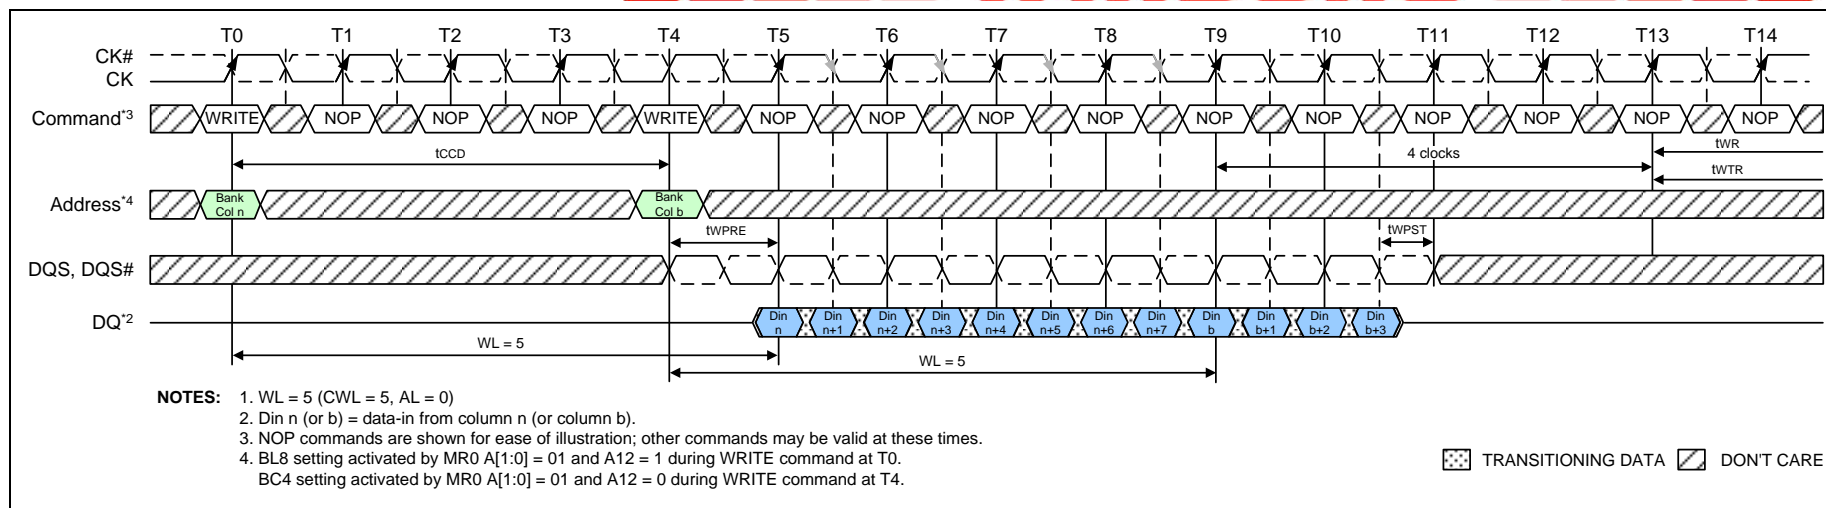 T0 T1 T2 T3 T4 T5 T6 T7 T8 T9 T10 T11 T12 T13 T14
CK#
CK
Command*3 WRITE NOP NOP NOP WRITE NOP NOP NOP NOP NOP NOP NOP NOP NOP NOP
tCCD 4 clocks tWR
tWTR
Address*4 Bank Col n Bank Col b
tWPRE tWPST
DQS, DQS#
DQ*2 Din n Din n+1 Din n+2 Din n+3 Din n+4 Din n+5 Din n+6 Din n+7 Din b Din b+1 Din b+2 Din b+3
WL = 5
WL = 5
NOTES: 1. WL = 5 (CWL = 5, AL = 0)
2. Din n (or b) = data-in from column n (or column b).
3. NOP commands are shown for ease of illustration; other commands may be valid at these times.
4. BL8 setting activated by MR0 A[1:0] = 01 and A12 = 1 during WRITE command at T0.
BC4 setting activated by MR0 A[1:0] = 01 and A12 = 0 during WRITE command at T4.
TRANSITIONING DATA DON'T CARE